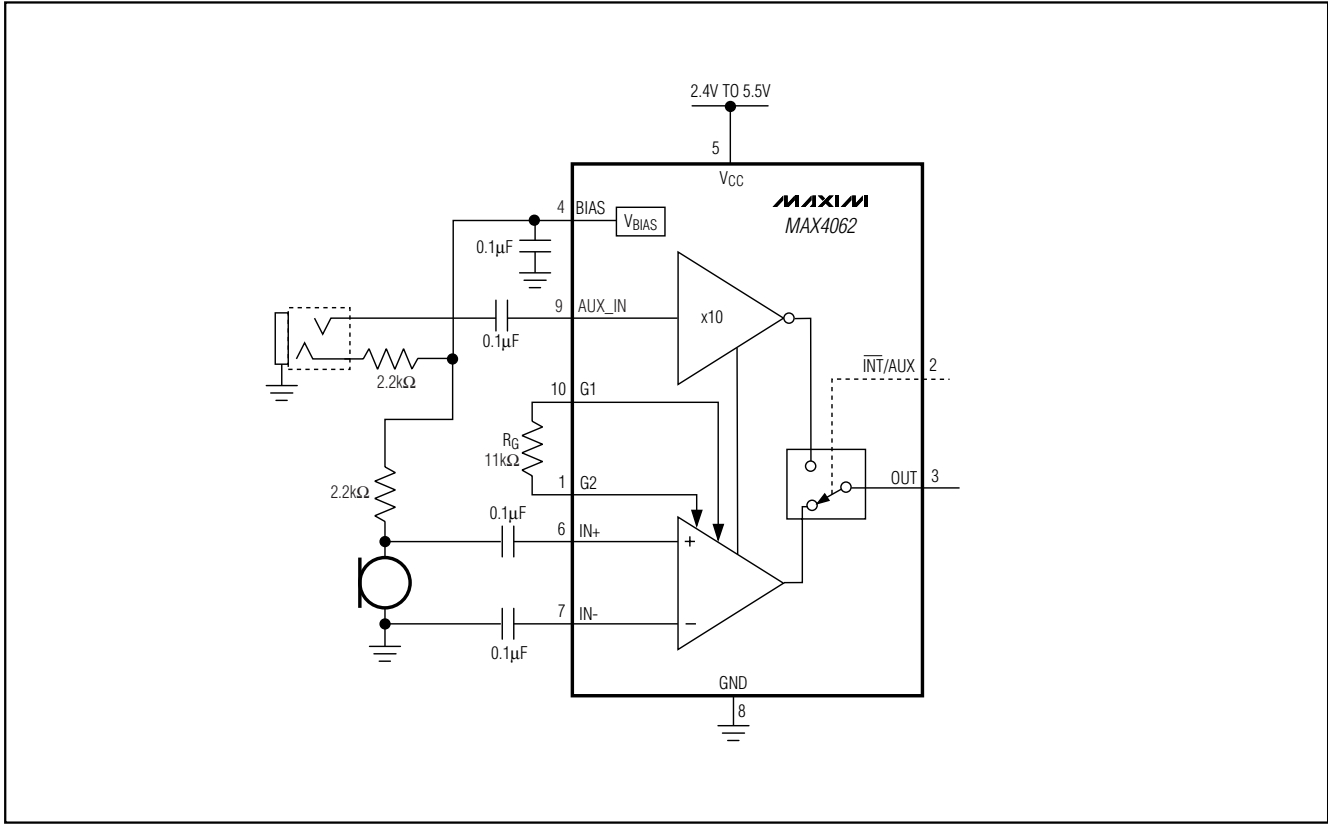 2.4V TO 5.5V
5
VCC
MAXIM
MAX4062
4
BIAS
VBIAS
0.1µF
9
AUX_IN
0.1µF
x10
2.2kΩ
INT/AUX
2
10
G1
RG
11kΩ
1
G2
2.2kΩ
OUT
3
0.1µF
6
IN+
+
7
IN-
−
0.1µF
GND
8